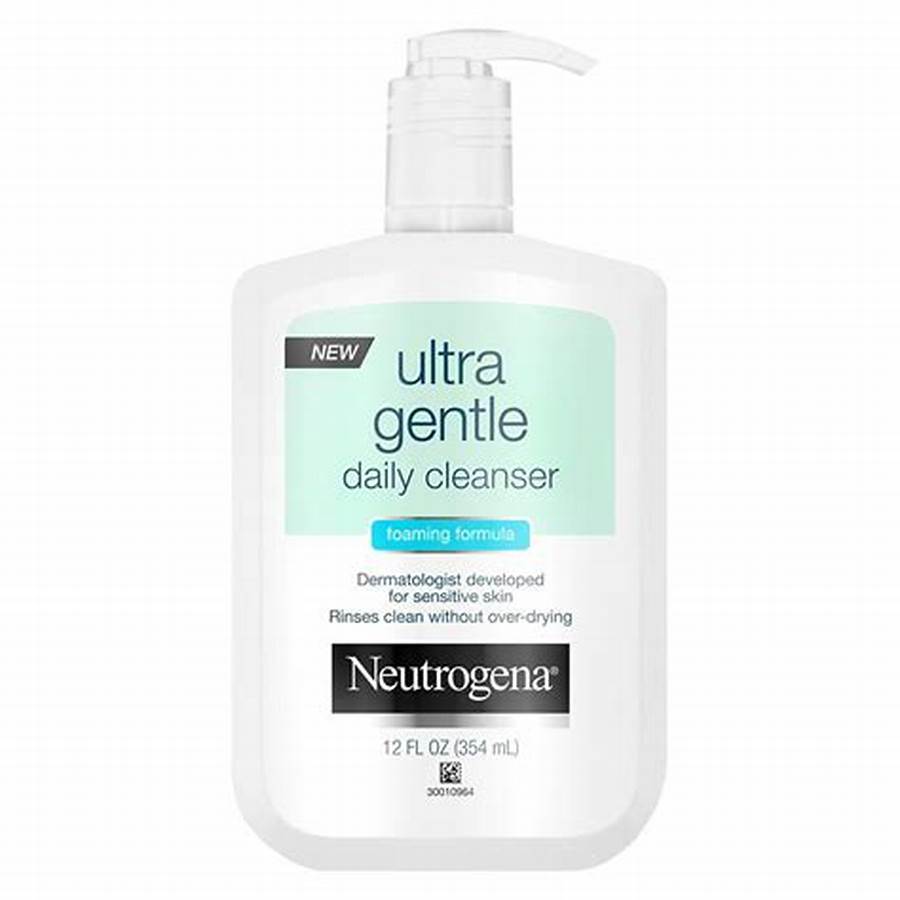 NEW
ultra
gentle
daily cleanser
foaming formula
Dermatologist developed
for sensitive skin
Rinses clean without over-drying
Neutrogena®
12 FL OZ (354 mL)
30010964